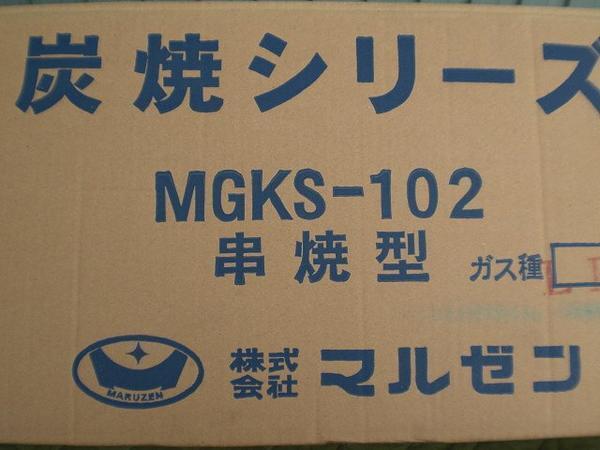 炭焼シリーズ
MGKS-102
串焼型
ガス種
MARUZEN
株式会社 マルゼン